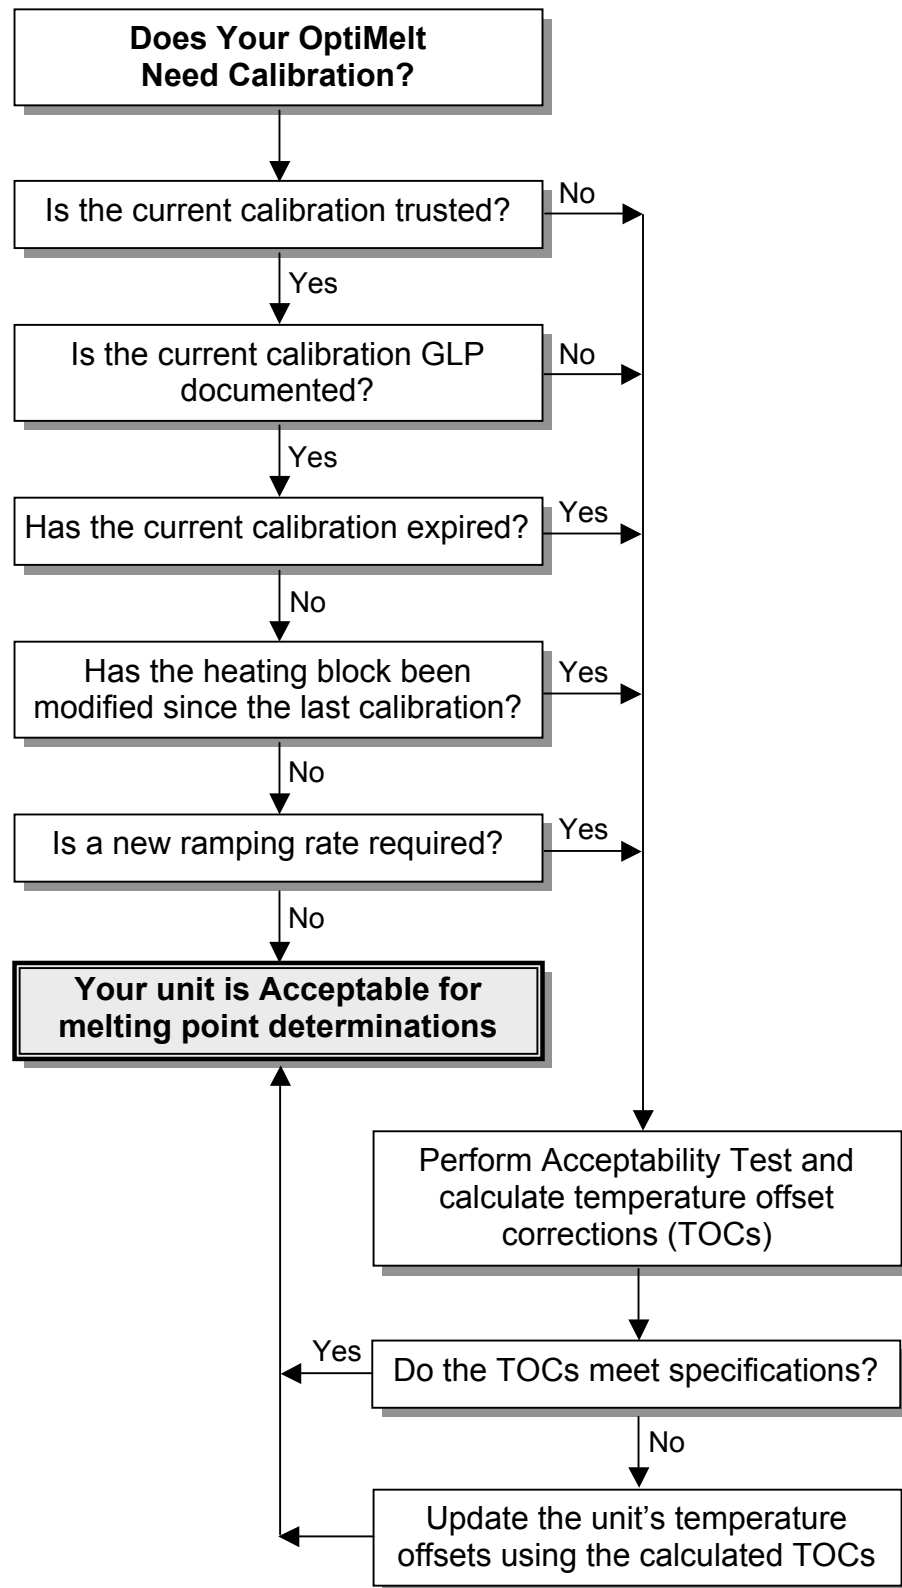 Does Your OptiMelt
Need Calibration?
Is the current calibration trusted?
No
Yes
Is the current calibration GLP
documented?
No
Yes
Has the current calibration expired?
Yes
No
Has the heating block been
modified since the last calibration?
Yes
No
Is a new ramping rate required?
Yes
No
Your unit is Acceptable for
melting point determinations
Perform Acceptability Test and
calculate temperature offset
corrections (TOCs)
Do the TOCs meet specifications?
Yes
No
Update the unit's temperature
offsets using the calculated TOCs